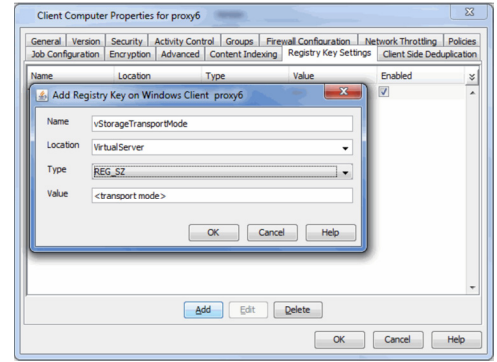 Client Computer Properties for proxy6
General Version Security Activity Control Groups Firewall Configuration Network Throttling Policies
Job Configuration Encryption Advanced Content Indexing Registry Key Settings Client Side Deduplication
Name Location Type Value Enabled
Add Registry Key on Windows Client proxy6
Name vStorageTransportMode
Location VirtualServer
Type REG_SZ
Value <transport mode>
OK Cancel Help
Add Edit Delete
OK Cancel Help